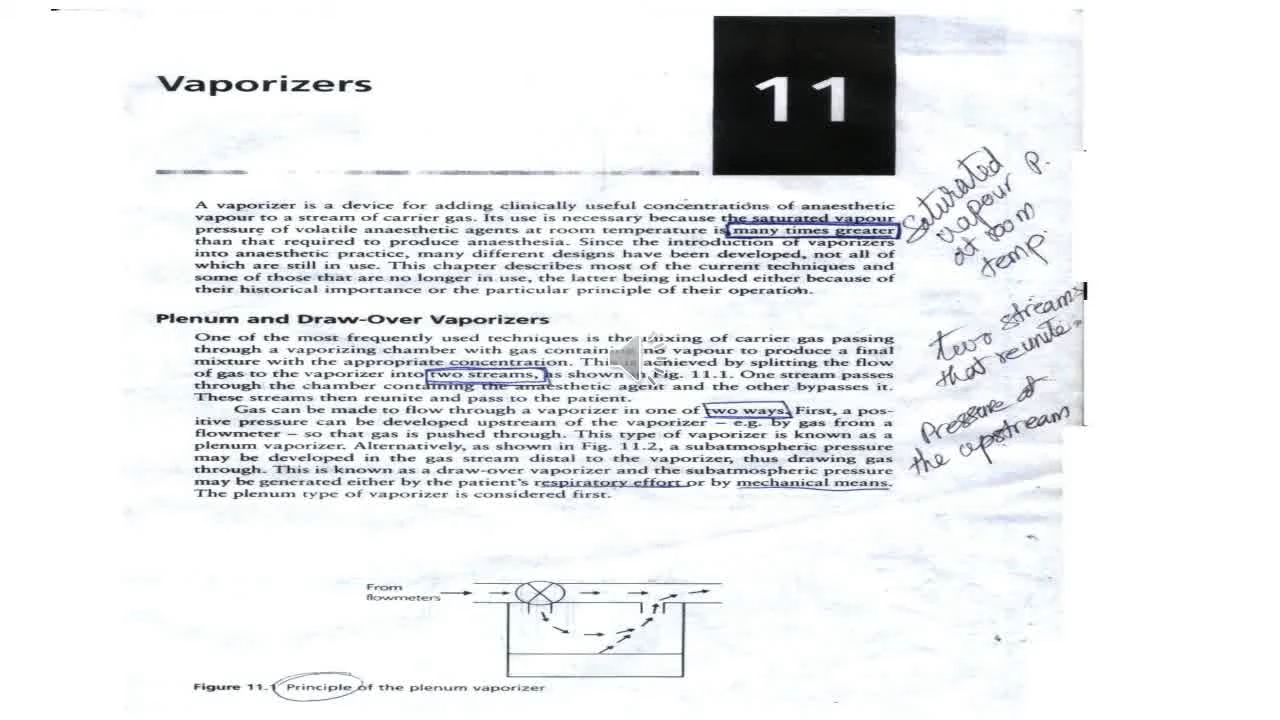 Vaporizers
11
A vaporizer is a device for adding clinically useful concentrations of anaesthetic
vapour to a stream of carrier gas. Its use is necessary because the saturated vapour
pressure of volatile anaesthetic agents at room temperature is many times greater
than that required to produce anaesthesia. Since the introduction of vaporizers
into anaesthetic practice, many different designs have been developed, not all of
which are still in use. This chapter describes most of the current techniques and
some of those that are no longer in use, the latter being included either because of
their historical importance or the particular principle of their operation.
Saturated
vapour P.
at room
temp.
Plenum and Draw-Over Vaporizers
One of the most frequently used techniques is the mixing of carrier gas passing
through a vaporizing chamber with gas containing no vapour to produce a final
mixture with the appropriate concentration. This is achieved by splitting the flow
of gas to the vaporizer into two streams, as shown in Fig. 11.1. One stream passes
through the chamber containing the anaesthetic agent and the other bypasses it.
These streams then reunite and pass to the patient.
two streams
that reunite.
Gas can be made to flow through a vaporizer in one of two ways. First, a pos-
itive pressure can be developed upstream of the vaporizer – e.g. by gas from a
flowmeter – so that gas is pushed through. This type of vaporizer is known as a
plenum vaporizer. Alternatively, as shown in Fig. 11.2, a subatmospheric pressure
may be developed in the gas stream distal to the vaporizer, thus drawing gas
through. This is known as a draw-over vaporizer and the subatmospheric pressure
may be generated either by the patient's respiratory effort or by mechanical means.
The plenum type of vaporizer is considered first.
Pressure at
the upstream
From
flowmeters
Figure 11.1 Principle of the plenum vaporizer